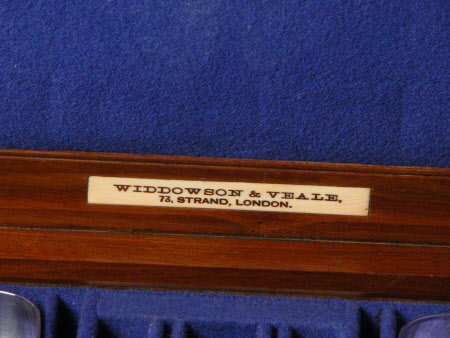 WIDDOWSON & VEALE,
73, STRAND, LONDON.